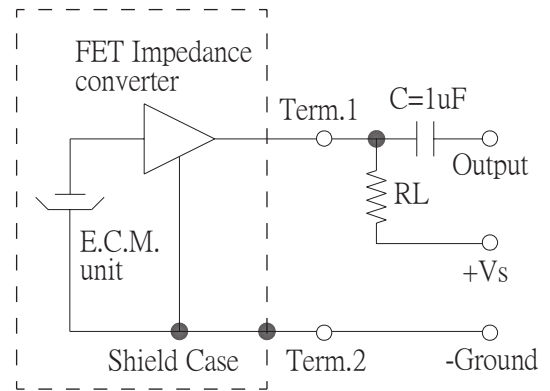 FET Impedance
converter
Term.1
C=1uF
Output
RL
E.C.M.
unit
+Vs
Shield Case
Term.2
-Ground